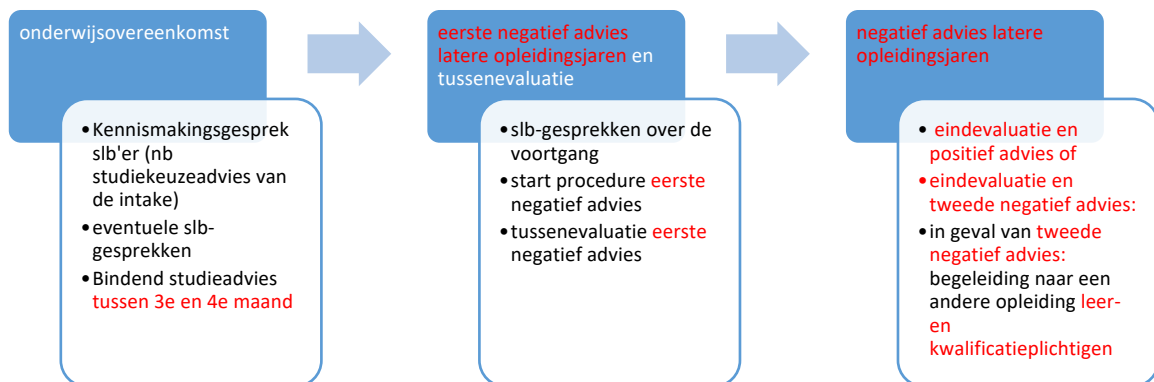 onderwijsovereenkomst
•Kennismakingsgesprek
slb'er (nb
studiekeuzeadvies van
de intake)
•eventuele slb-
gesprekken
•Bindend studieadvies
tussen 3e en 4e maand
eerste negatief advies
latere opleidingsjaren en
tussenevaluatie
•slb-gesprekken over de
voortgang
•start procedure eerste
negatief advies
•tussenevaluatie eerste
negatief advies
negatief advies latere
opleidingsjaren
• eindevaluatie en
positief advies of
•eindevaluatie en
tweede negatief advies:
•in geval van tweede
negatief advies:
begeleiding naar een
andere opleiding leer-
en
kwalificatieplichtigen